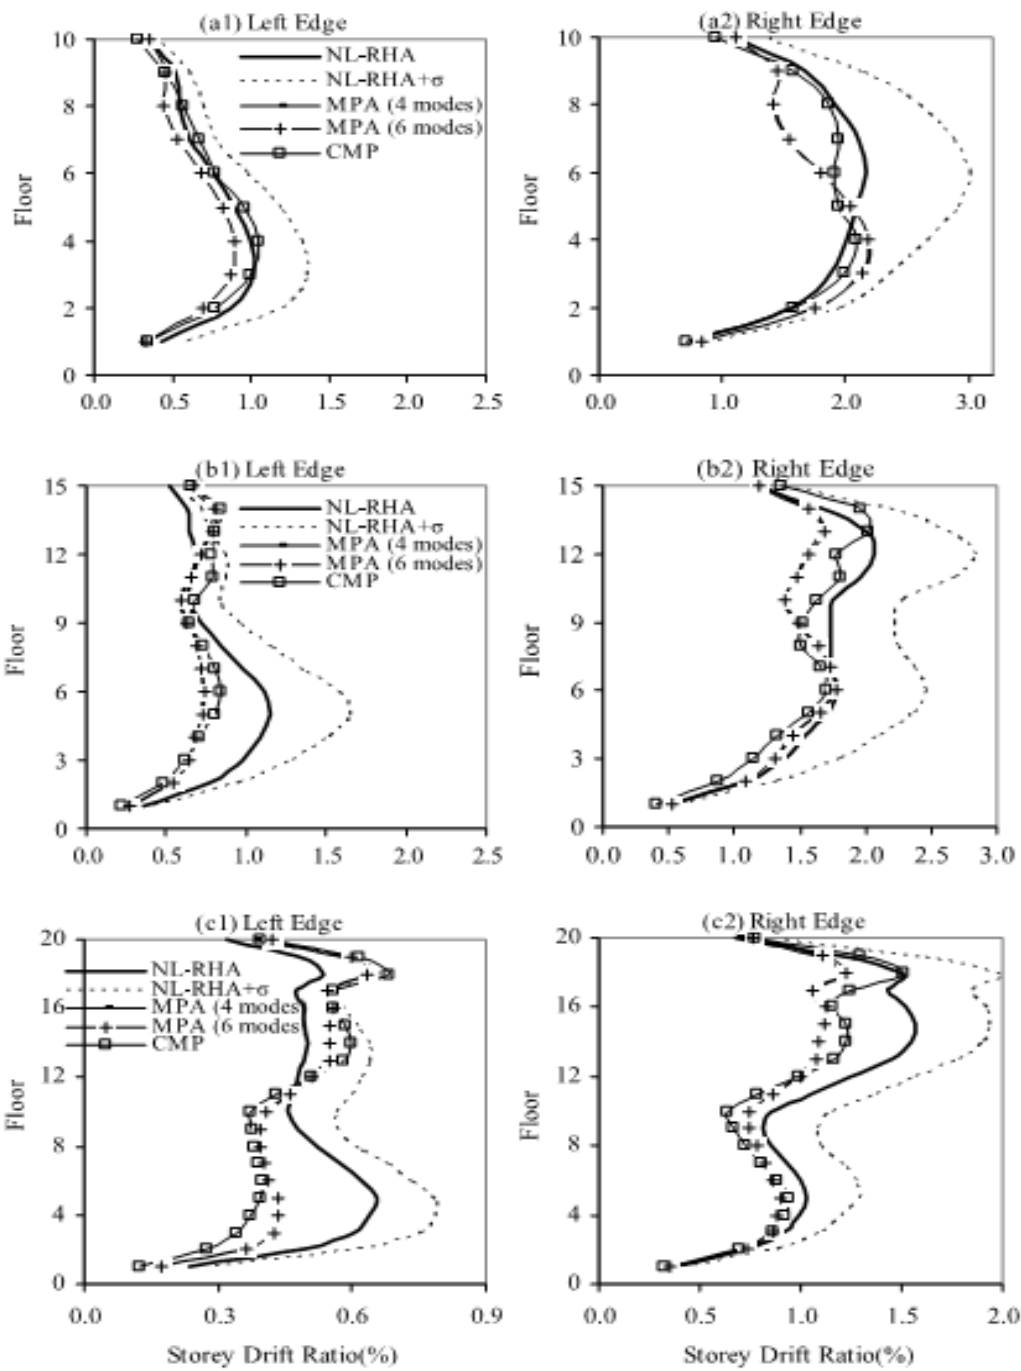 (a1) Left Edge
10
8
6
4
2
0
Floor
NL-RHA
NL-RHA+σ
MPA (4 modes)
MPA (6 modes)
CMP
0.0 0.5 1.0 1.5 2.0 2.5
(a2) Right Edge
10
8
6
4
2
0
Floor
0.0 1.0 2.0 3.0
(b1) Left Edge
15
12
9
6
3
0
Floor
NL-RHA
NL-RHA+σ
MPA (4 modes)
MPA (6 modes)
CMP
0.0 0.5 1.0 1.5 2.0 2.5
(b2) Right Edge
15
12
9
6
3
0
Floor
0.0 0.5 1.0 1.5 2.0 2.5 3.0
(c1) Left Edge
20
16
12
8
4
0
Floor
NL-RHA
NL-RHA+σ
MPA (4 modes
MPA (6 modes
CMP
0.0 0.3 0.6 0.9
Storey Drift Ratio(%)
(c2) Right Edge
20
16
12
8
4
0
Floor
0.0 0.5 1.0 1.5 2.0
Storey Drift Ratio(%)